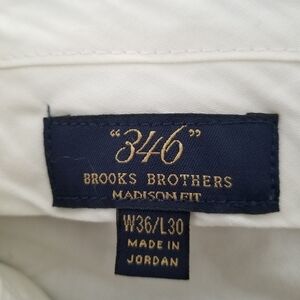 "346"
BROOKS BROTHERS
MADISON FIT
W36/L30
MADE IN
JORDAN